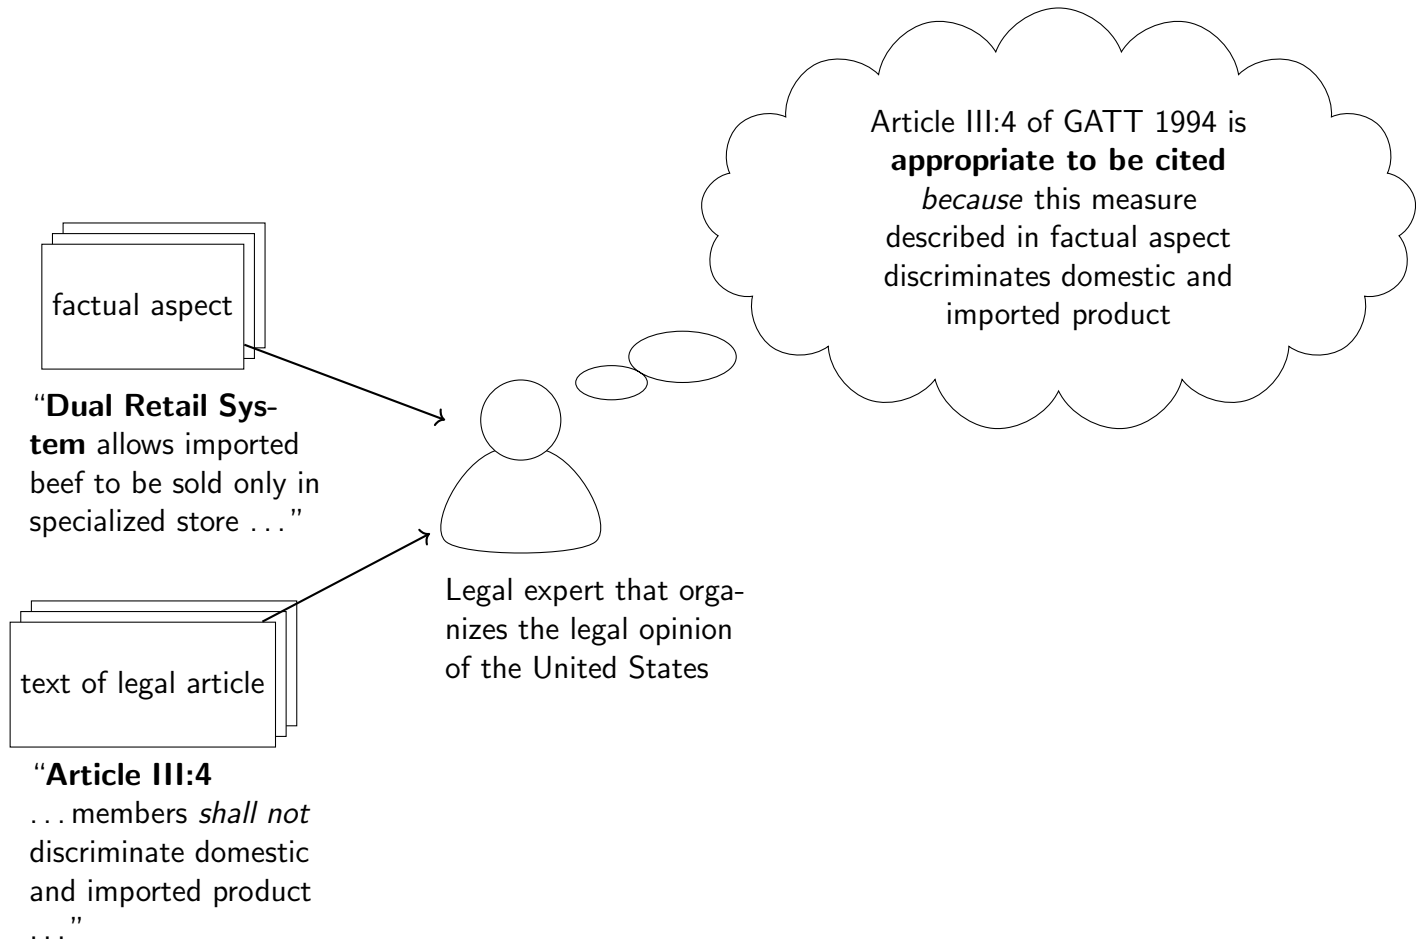 Article III:4 of GATT 1994 is
appropriate to be cited
because this measure
described in factual aspect
discriminates domestic and
imported product
factual aspect
“Dual Retail Sys-
tem allows imported
beef to be sold only in
specialized store . . . ”
Legal expert that orga-
nizes the legal opinion
of the United States
text of legal article
“Article III:4
. . . members shall not
discriminate domestic
and imported product
. . . ”